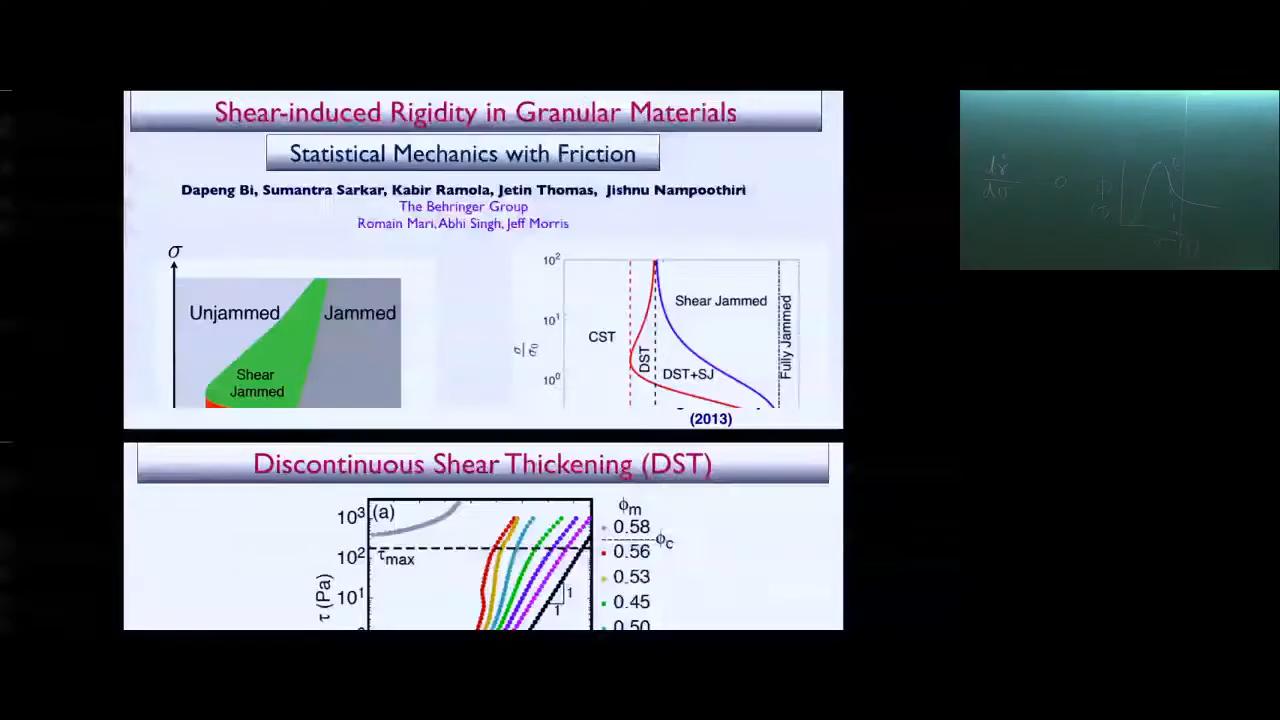 Shear-induced Rigidity in Granular Materials
Statistical Mechanics with Friction
Dapeng Bi, Sumantra Sarkar, Kabir Ramola, Jetin Thomas, Jishnu Nampoothiri
The Behringer Group
Romain Mari, Abhi Singh, Jeff Morris
σ
Unjammed
Jammed
Shear
Jammed
10²
10¹
10⁰
σ/σ₀
CST
DST
Shear Jammed
DST+SJ
Fully Jammed
(2013)
Discontinuous Shear Thickening (DST)
(a)
10³
10²
10¹
τ (Pa)
τmax
1
1
ϕm
0.58
ϕc
0.56
0.53
0.45
0.50